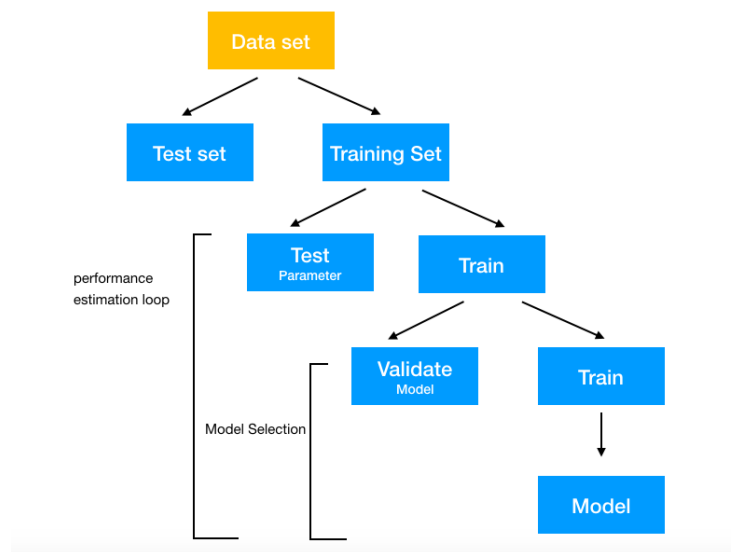 Data set
Test set
Training Set
Test
Parameter
Train
performance
estimation loop
Validate
Model
Train
Model Selection
Model